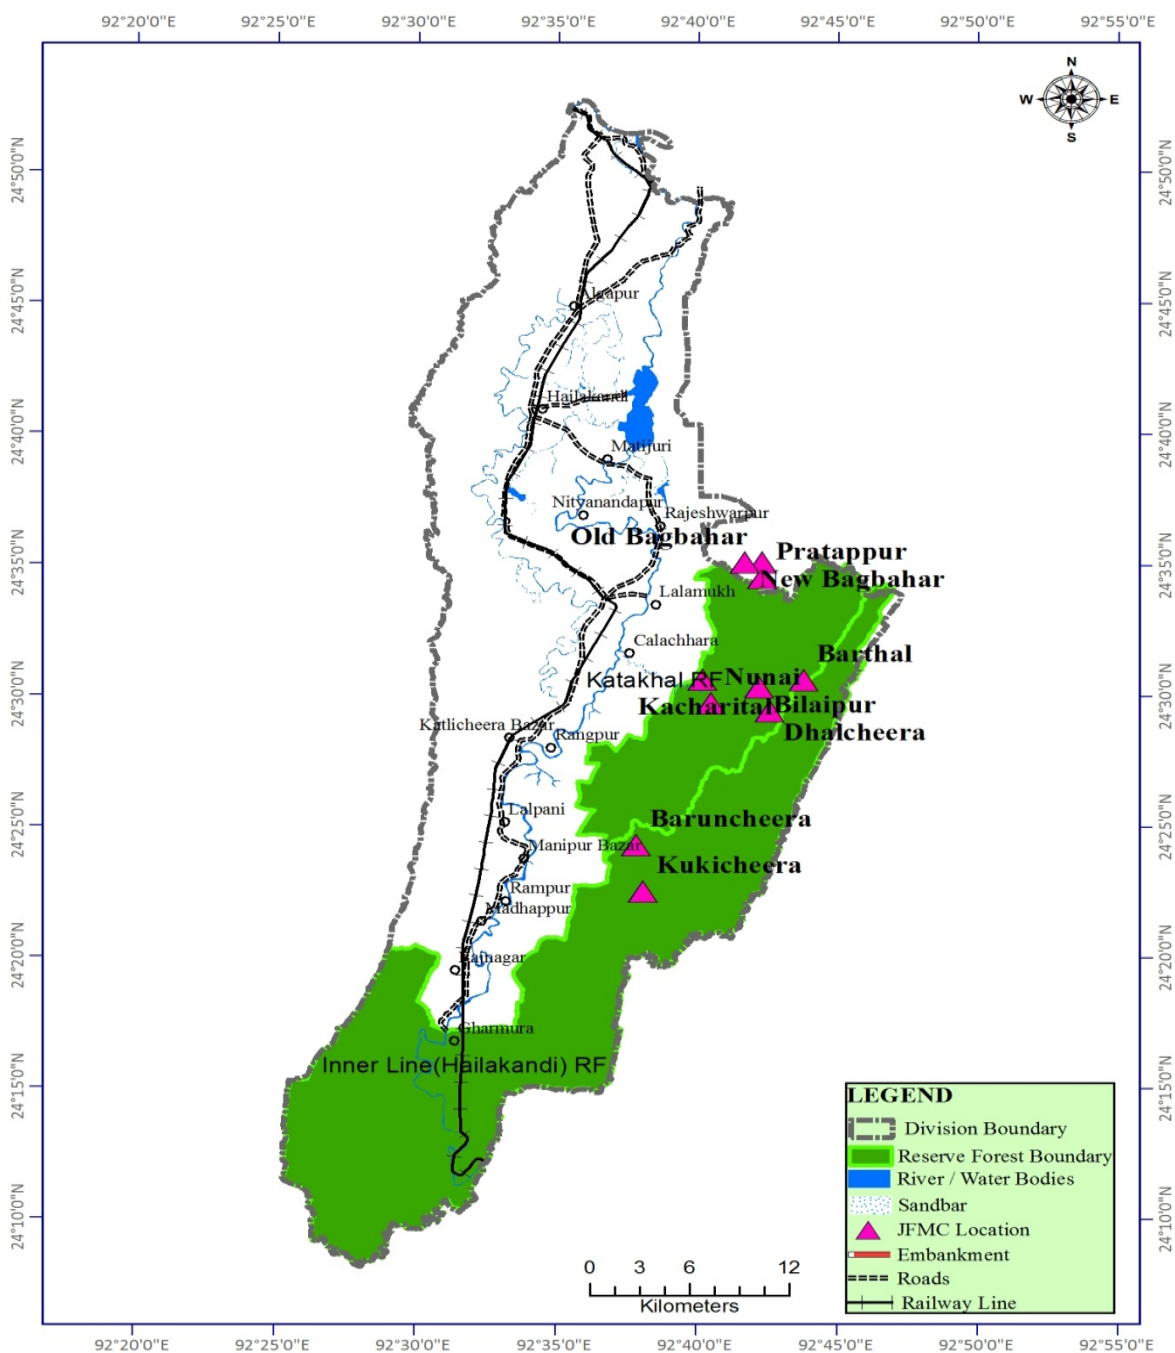 92°20'0"E 92°25'0"E 92°30'0"E 92°35'0"E 92°40'0"E 92°45'0"E 92°50'0"E 92°55'0"E
N
W E
S
24°50'0"N 24°50'0"N
24°45'0"N 24°45'0"N
Algapur
Hailakandi
24°40'0"N 24°40'0"N
Matijuri
Nityanandapur
Rajeshwarpur
Old Bagbahar
Pratappur
24°35'0"N 24°35'0"N
New Bagbahar
Lalamukh
Calachhara
Barthal
Katakhal RF
Nunai
24°30'0"N 24°30'0"N
Kacharital
Bilaipur
Katlicheera Bazar
Rangpur
Dhalcheera
Lalpani
Baruncheera
24°25'0"N 24°25'0"N
Manipur Bazar
Kukicheera
Rampur
Madhappur
Rajnagar
24°20'0"N 24°20'0"N
Gharmura
Inner Line(Hailakandi) RF
24°15'0"N 24°15'0"N
LEGEND
Division Boundary
Reserve Forest Boundary
River / Water Bodies
Sandbar
24°10'0"N 24°10'0"N
JFMC Location
Embankment
Roads
Railway Line
0 3 6 12
Kilometers
92°20'0"E 92°25'0"E 92°30'0"E 92°35'0"E 92°40'0"E 92°45'0"E 92°50'0"E 92°55'0"E